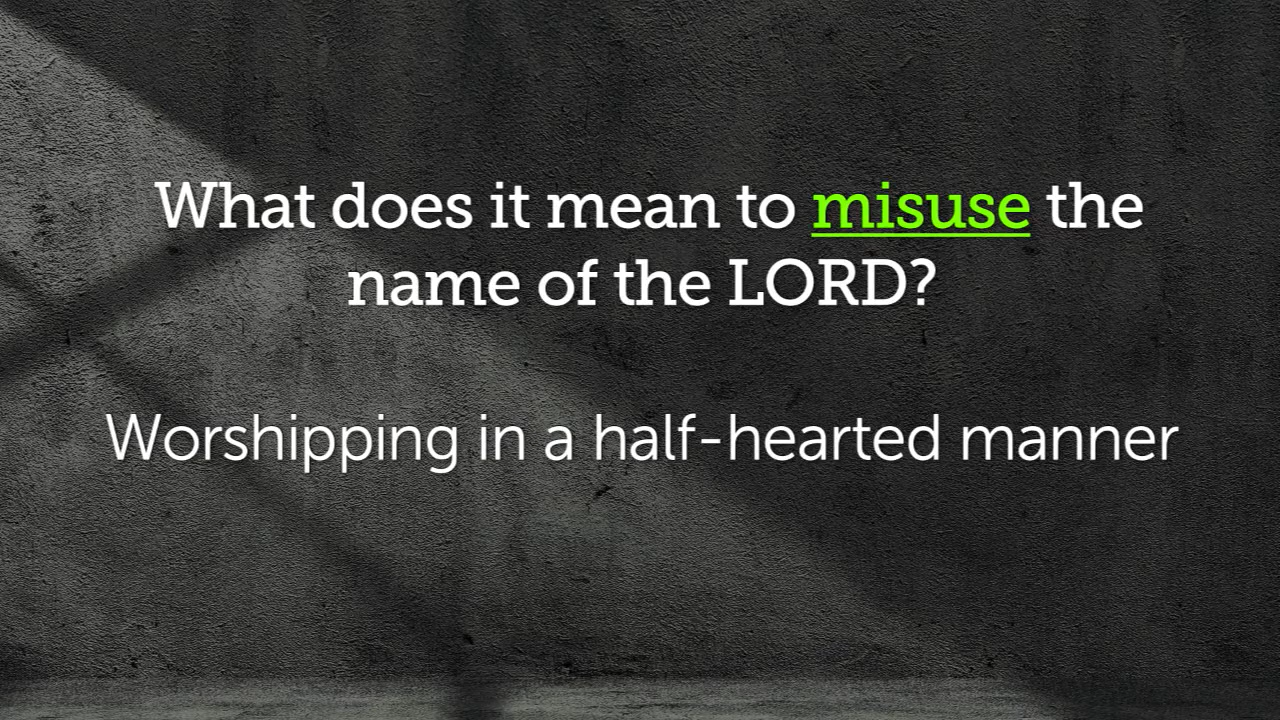 What does it mean to misuse the
name of the LORD?
Worshipping in a half-hearted manner